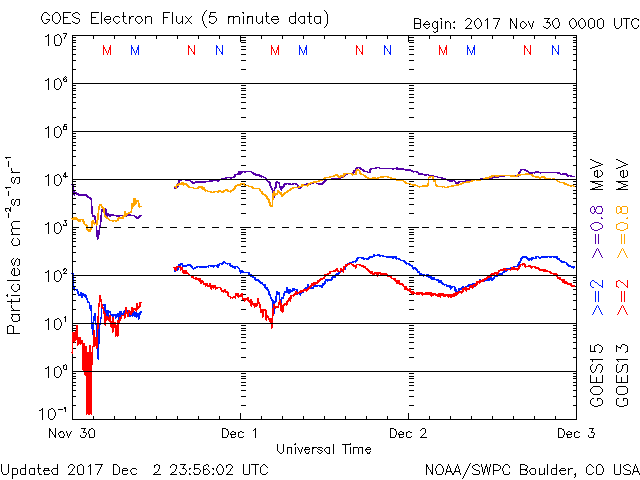 GOES Electron Flux (5 minute data)
Begin: 2017 Nov 30 0000 UTC
M M N N M M N N M M N N
10⁷
10⁶
10⁵
10⁴
10³
10²
10¹
10⁰
10⁻¹
Particles cm⁻²s⁻¹sr⁻¹
Nov 30 Dec 1 Dec 2 Dec 3
Universal Time
GOES15 >=2 >=0.8 MeV
GOES13 >=2 >=0.8 MeV
Updated 2017 Dec 2 23:56:02 UTC
NOAA/SWPC Boulder, CO USA